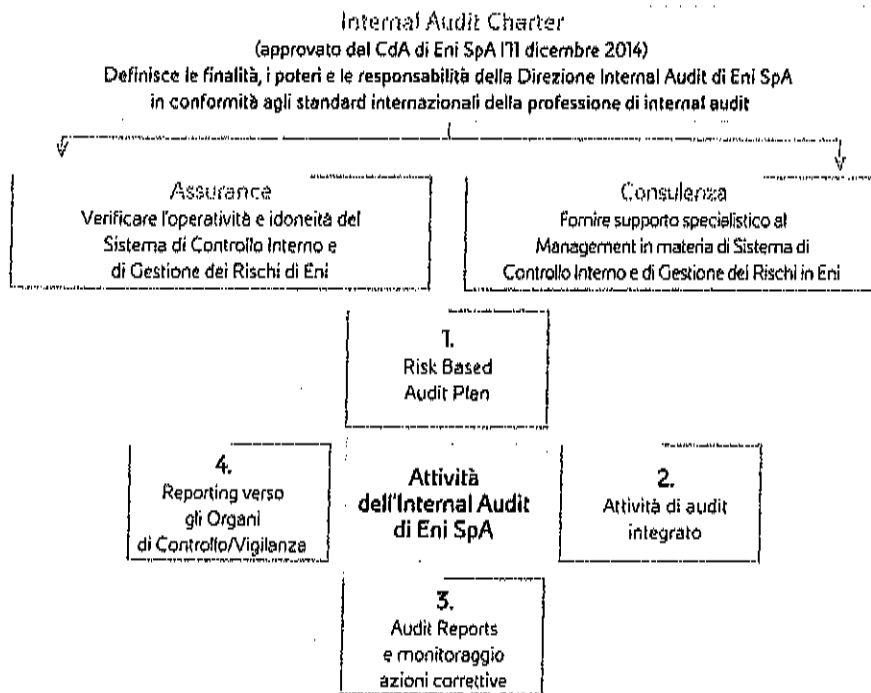 Internal Audit Charter
(approvato dal CdA di Eni SpA l'11 dicembre 2014)
Definisce le finalità, i poteri e le responsabilità della Direzione Internal Audit di Eni SpA
in conformità agli standard internazionali della professione di internal audit
Assurance
Verificare l'operatività e idoneità del
Sistema di Controllo Interno e
di Gestione dei Rischi di Eni
Consulenza
Fornire supporto specialistico al
Management in materia di Sistema di
Controllo Interno e di Gestione dei Rischi in Eni
1.
Risk Based
Audit Plan
4.
Reporting verso
gli Organi
di Controllo/Vigilanza
Attività
dell'Internal Audit
di Eni SpA
2.
Attività di audit
integrato
3.
Audit Reports
e monitoraggio
azioni correttive